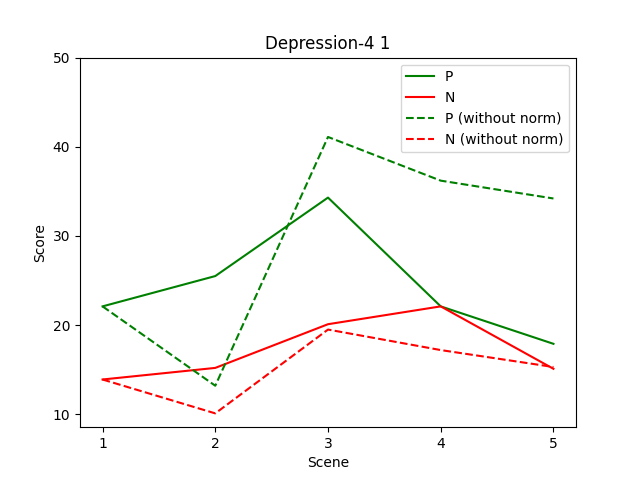 Depression-4 1
50
40
30
20
10
Score
P
N
P (without norm)
N (without norm)
1 2 3 4 5
Scene